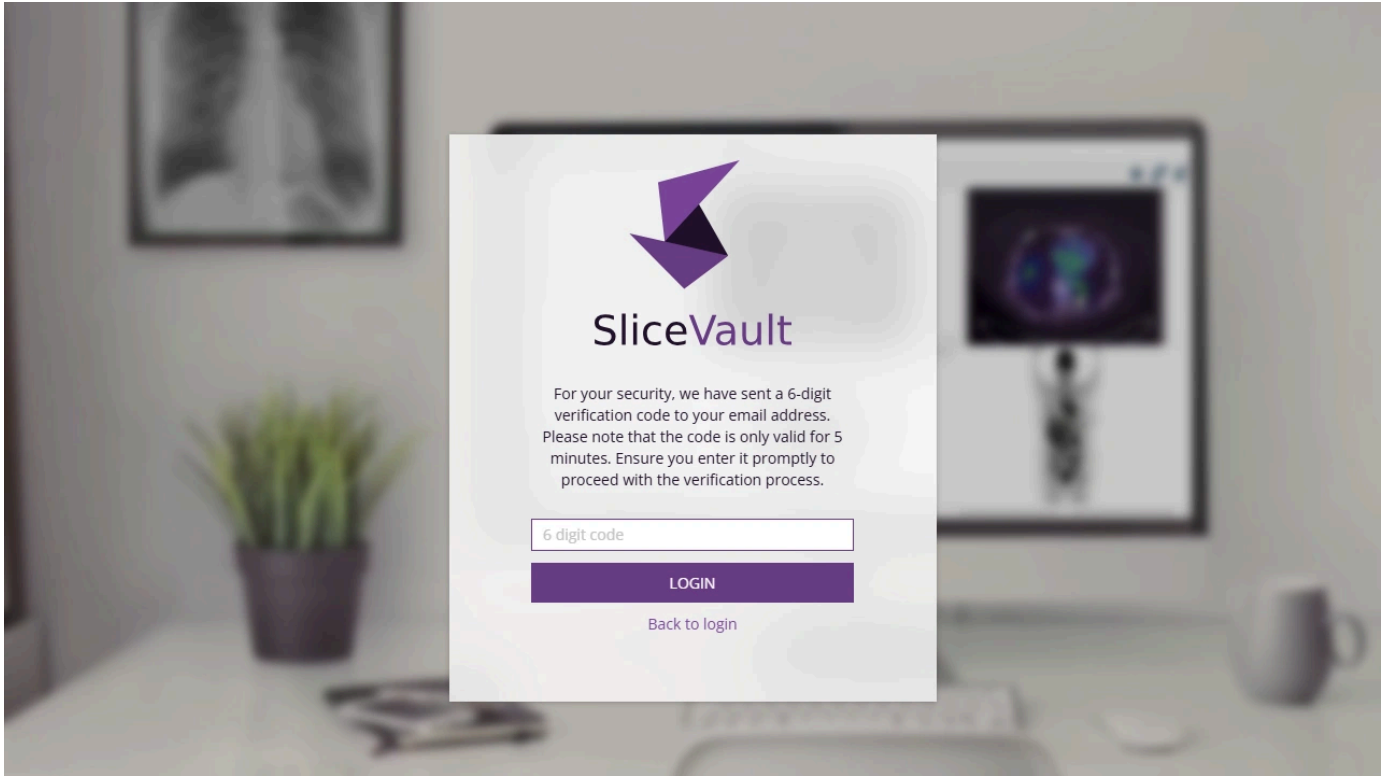 SliceVault
For your security, we have sent a 6-digit
verification code to your email address.
Please note that the code is only valid for 5
minutes. Ensure you enter it promptly to
proceed with the verification process.
6 digit code
LOGIN
Back to login